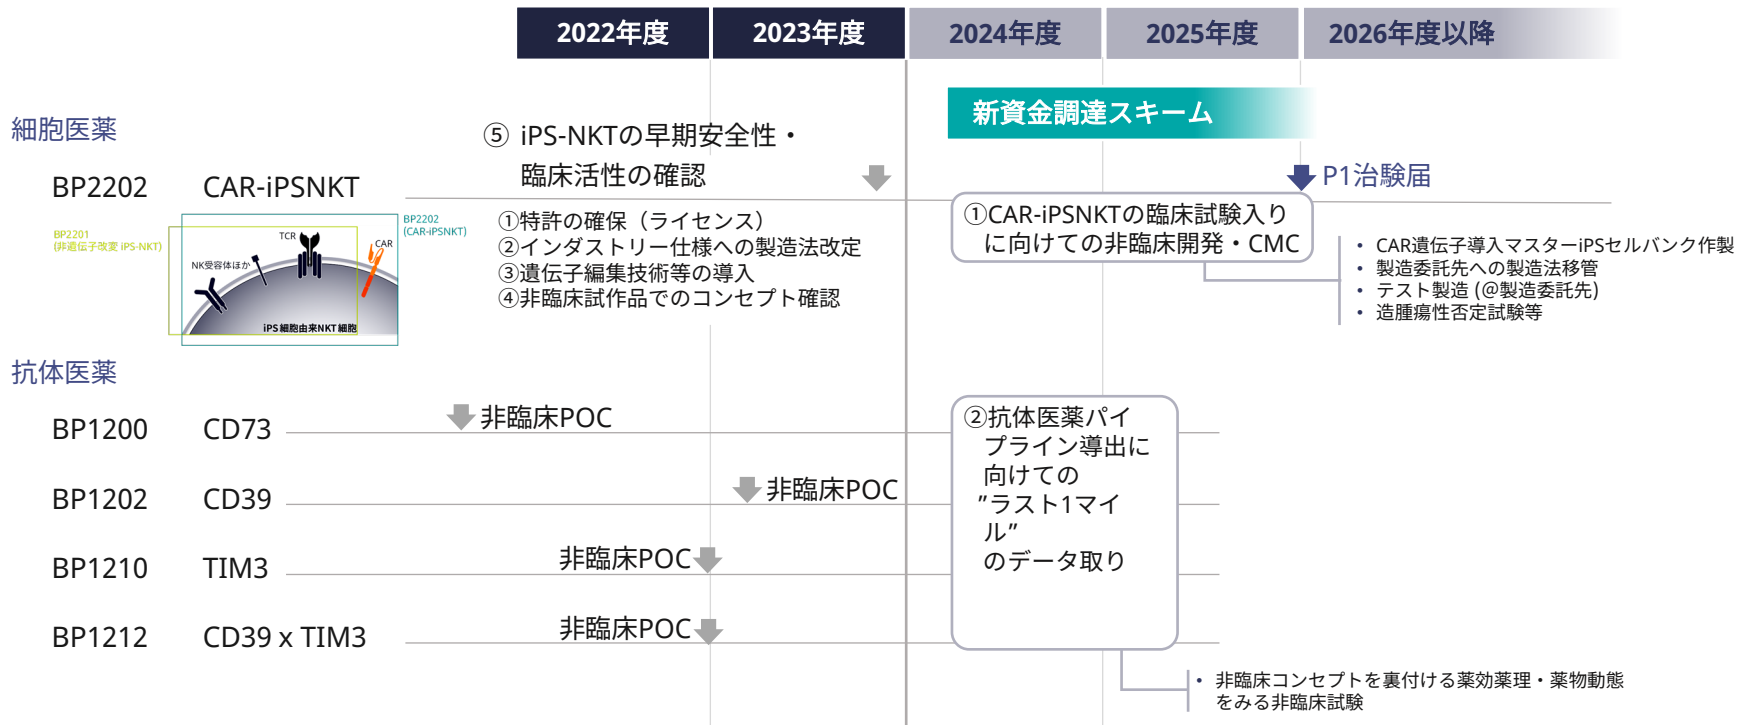 2022年度
2023年度
2024年度
2025年度
2026年度以降
新資金調達スキーム
細胞医薬
⑤ iPS-NKTの早期安全性・
臨床活性の確認
BP2202 CAR-iPSNKT
P1治験届
BP2201
(非遺伝子改変 iPS-NKT)
BP2202
(CAR-iPSNKT)
TCR
CAR
NK受容体ほか
iPS 細胞由来NKT 細胞
①特許の確保（ライセンス）
②インダストリー仕様への製造法改定
③遺伝子編集技術等の導入
④非臨床試作品でのコンセプト確認
①CAR-iPSNKTの臨床試験入り
に向けての非臨床開発・CMC
• CAR遺伝子導入マスターiPSセルバンク作製
• 製造委託先への製造法移管
• テスト製造 (@製造委託先)
• 造腫瘍性否定試験等
抗体医薬
BP1200 CD73
非臨床POC
BP1202 CD39
非臨床POC
BP1210 TIM3
非臨床POC
BP1212 CD39 x TIM3
非臨床POC
②抗体医薬パイ
プライン導出に
向けての
”ラスト1マイ
ル”
のデータ取り
• 非臨床コンセプトを裏付ける薬効薬理・薬物動態
をみる非臨床試験